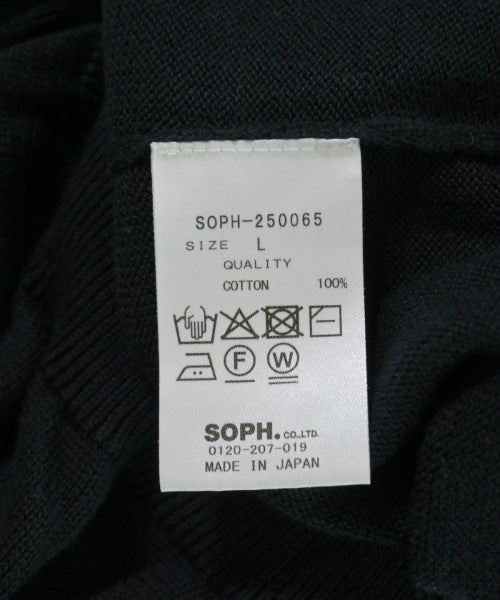 SOPH-250065
SIZE L
QUALITY
COTTON 100%
F W
SOPH. CO.,LTD.
0120-207-019
MADE IN JAPAN